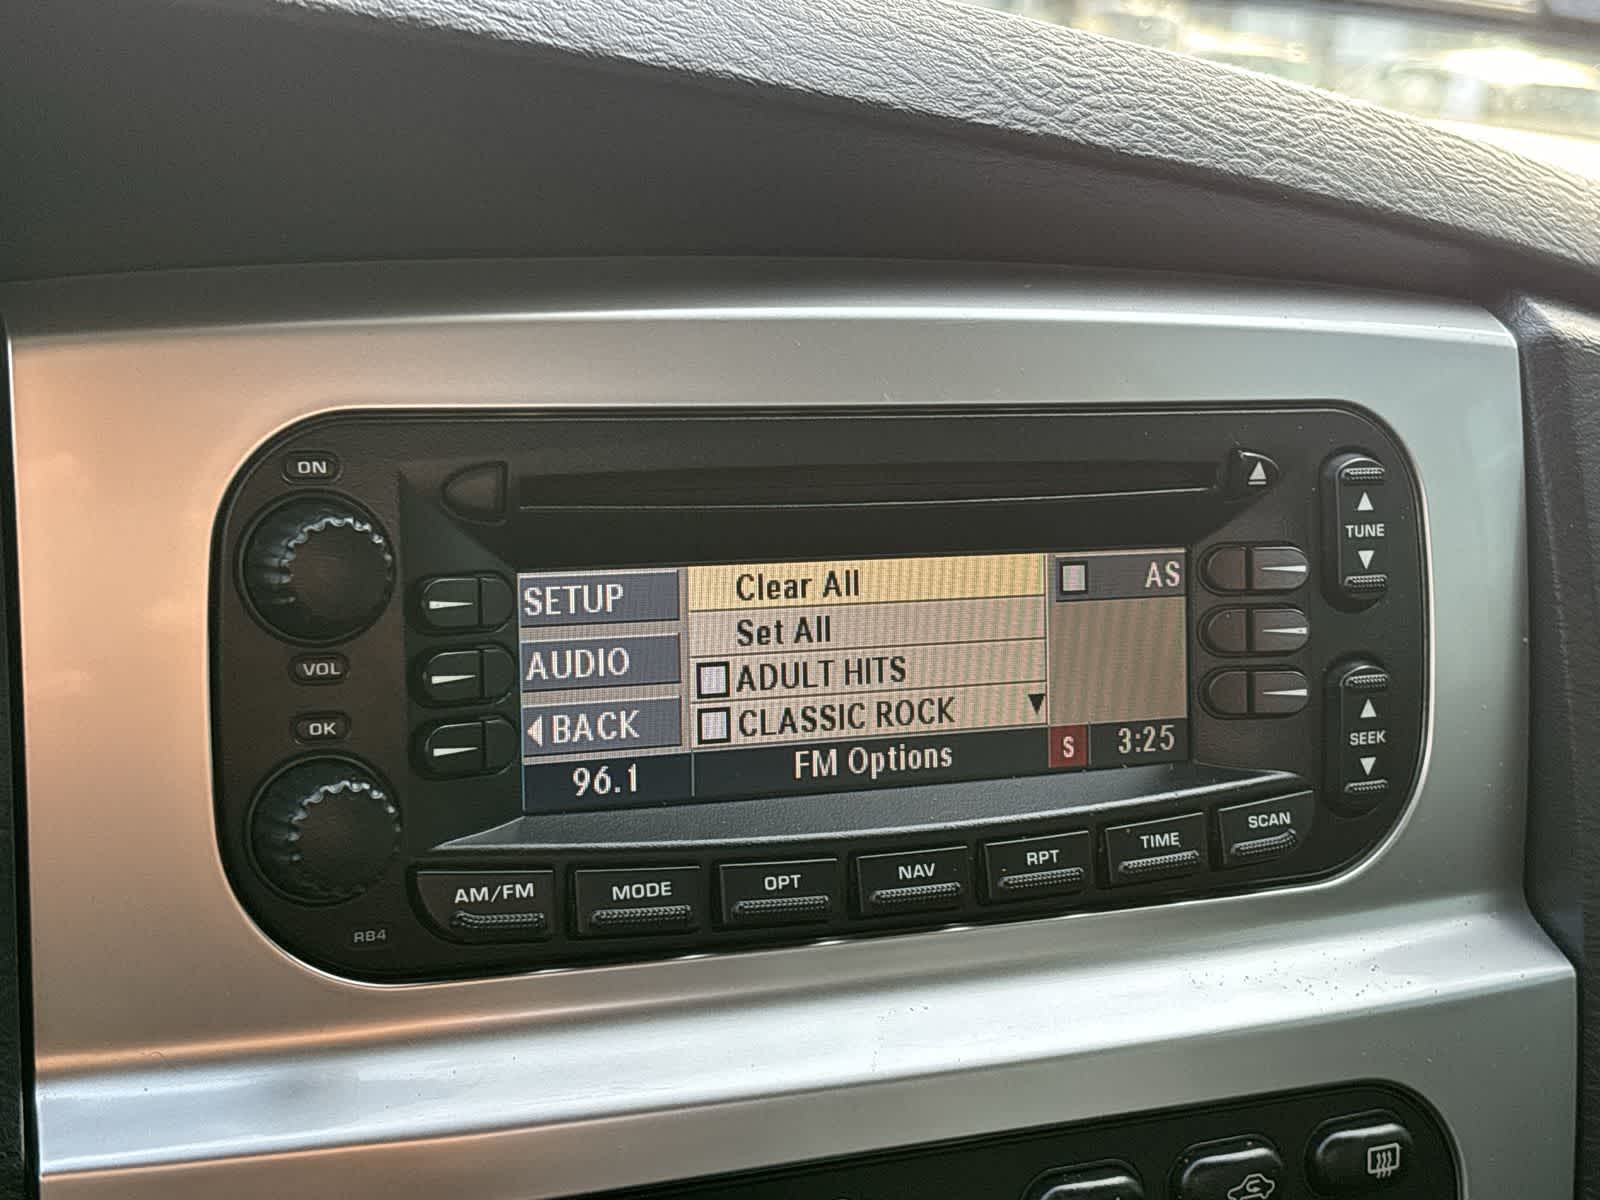 ON
VOL
OK
SETUP
AUDIO
BACK
96.1
Clear All
Set All
ADULT HITS
CLASSIC ROCK
FM Options
AS
S
3:25
TUNE
SEEK
AM/FM
MODE
OPT
NAV
RPT
TIME
SCAN
RB4